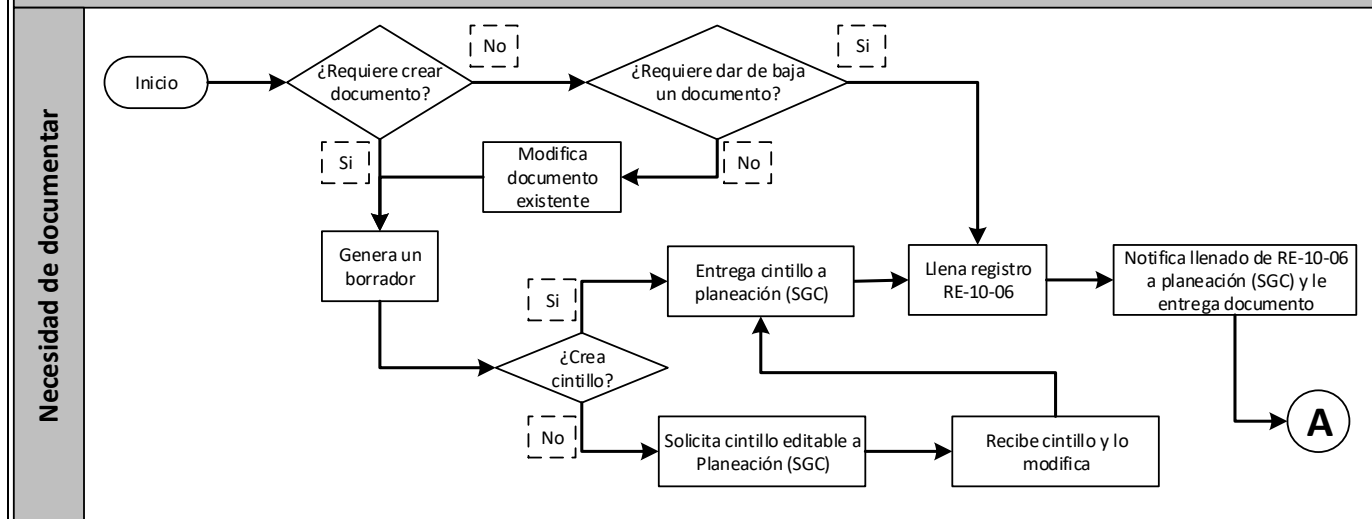 Necesidad de documentar
Inicio
¿Requiere crear
documento?
No
¿Requiere dar de baja
un documento?
Si
Si
Modifica
documento
existente
No
Genera un
borrador
Si
Entrega cintillo a
planeación (SGC)
Llena registro
RE-10-06
Notifica llenado de RE-10-06
a planeación (SGC) y le
entrega documento
¿Crea
cintillo?
No
Solicita cintillo editable a
Planeación (SGC)
Recibe cintillo y lo
modifica
A